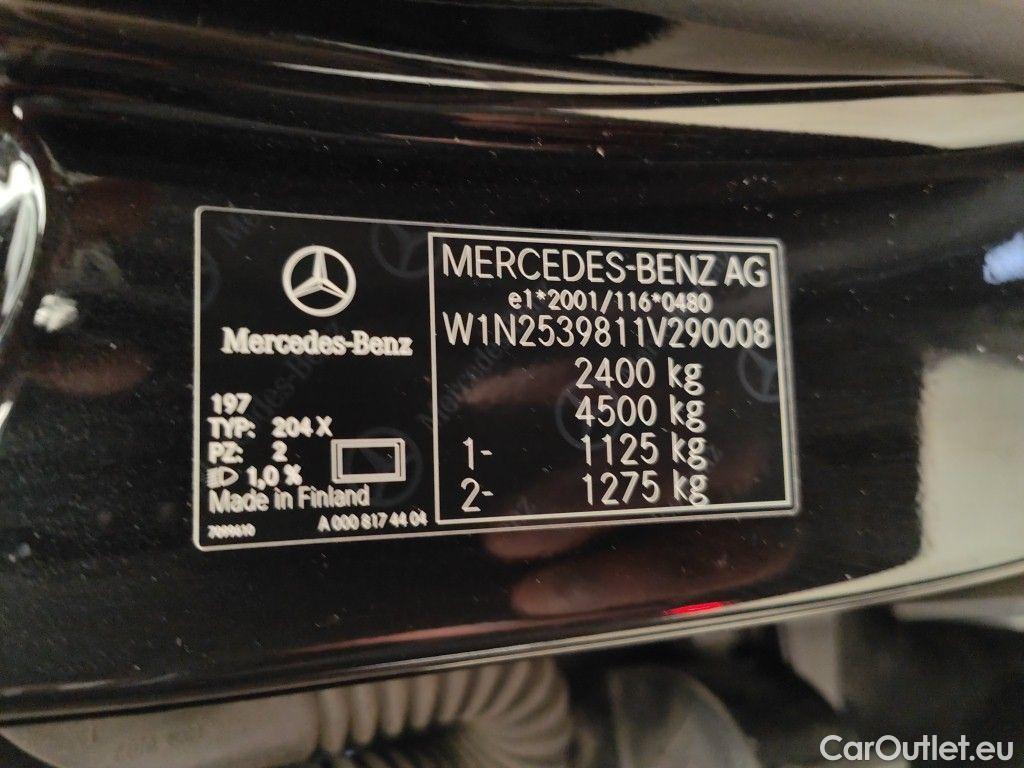 Mercedes-Benz
197
TYP: 204 X
PZ: 2
1,0 %
Made in Finland
A 000 817 44 04
MERCEDES-BENZ AG
e1*2001/116*0480
W1N2539811V290008
2400 kg
4500 kg
1- 1125 kg
2- 1275 kg
CarOutlet.eu